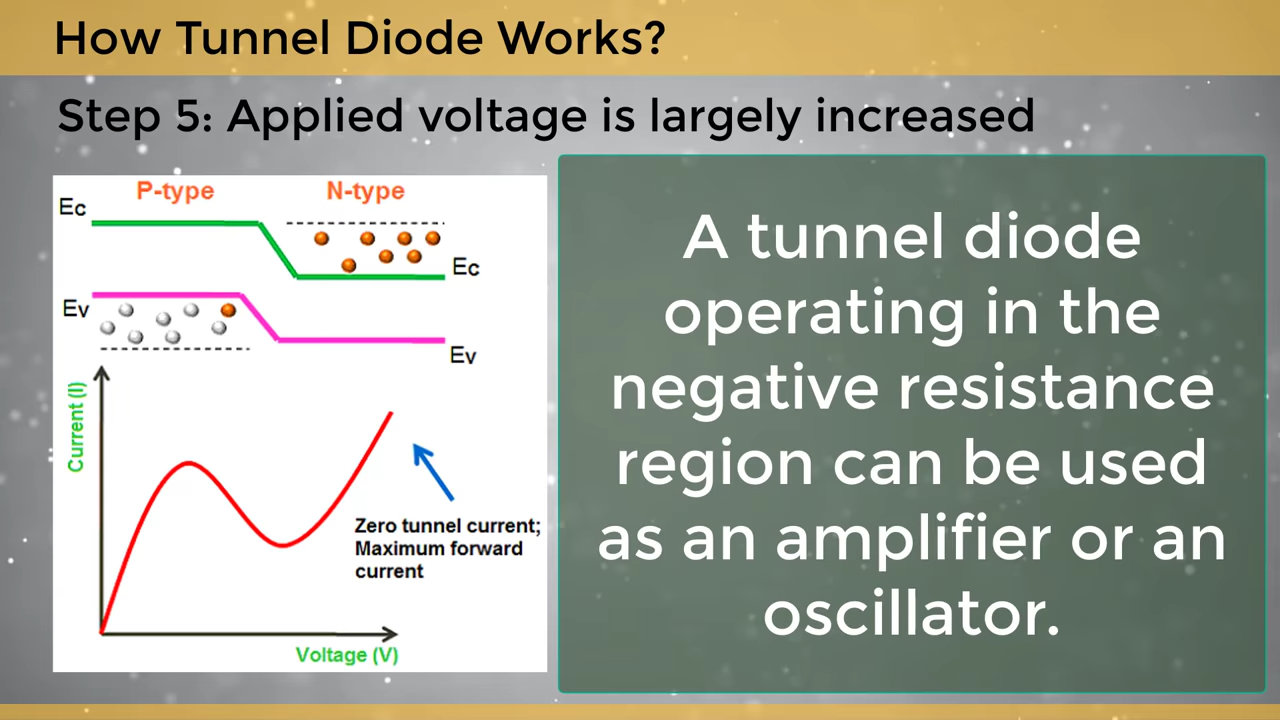 How Tunnel Diode Works?
Step 5: Applied voltage is largely increased
P-type
N-type
Ec
Ec
Ev
Ev
Current (I)
Zero tunnel current;
Maximum forward
current
Voltage (V)
A tunnel diode
operating in the
negative resistance
region can be used
as an amplifier or an
oscillator.